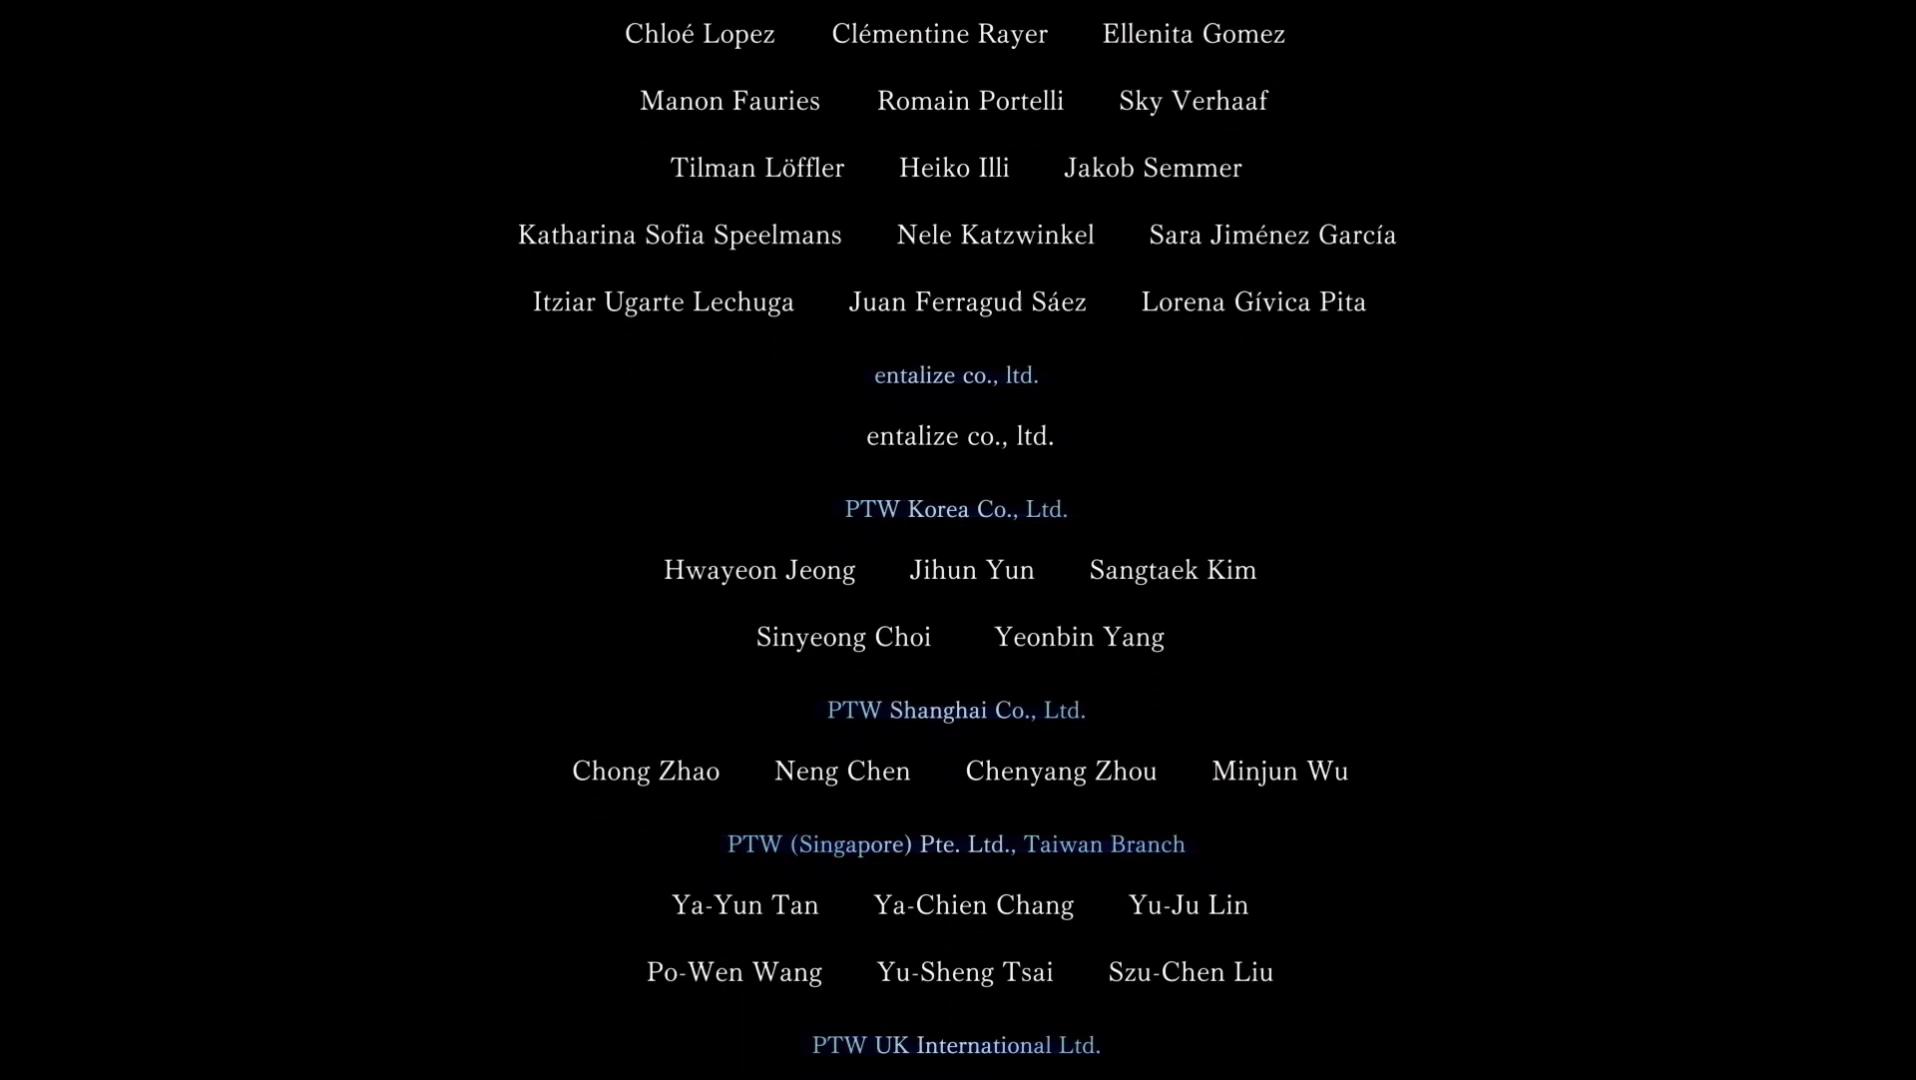 Chloé Lopez Clémentine Rayer Ellenita Gomez
Manon Fauries Romain Portelli Sky Verhaaf
Tilman Löffler Heiko Illi Jakob Semmer
Katharina Sofia Speelmans Nele Katzwinkel Sara Jiménez García
Itziar Ugarte Lechuga Juan Ferragud Sáez Lorena Gívica Pita
entalize co., ltd.
entalize co., ltd.
PTW Korea Co., Ltd.
Hwayeon Jeong Jihun Yun Sangtaek Kim
Sinyeong Choi Yeonbin Yang
PTW Shanghai Co., Ltd.
Chong Zhao Neng Chen Chenyang Zhou Minjun Wu
PTW (Singapore) Pte. Ltd., Taiwan Branch
Ya-Yun Tan Ya-Chien Chang Yu-Ju Lin
Po-Wen Wang Yu-Sheng Tsai Szu-Chen Liu
PTW UK International Ltd.